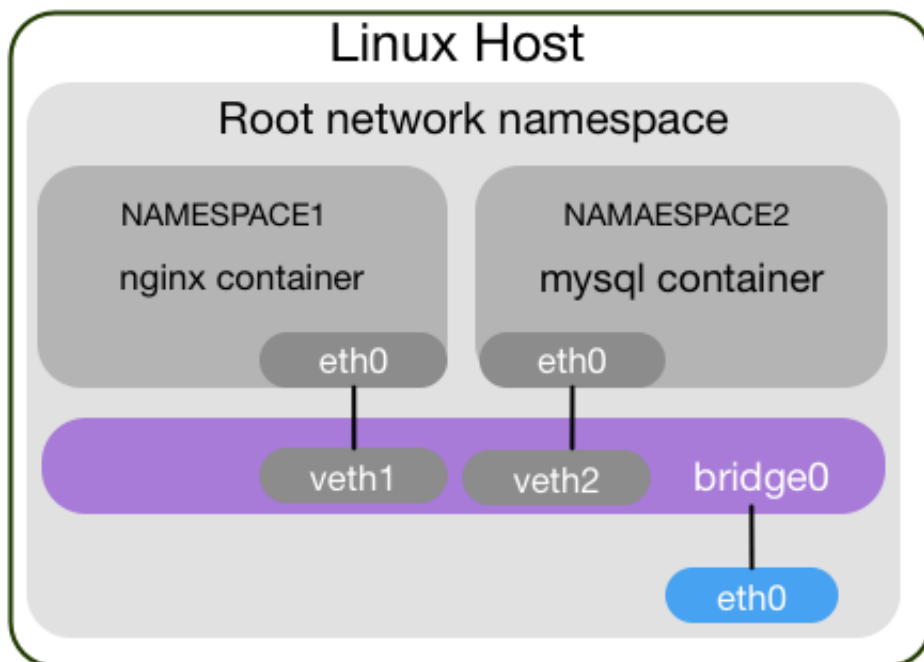 Linux Host
Root network namespace
NAMESPACE1
nginx container
eth0
NAMAESPACE2
mysql container
eth0
veth1
veth2
bridge0
eth0